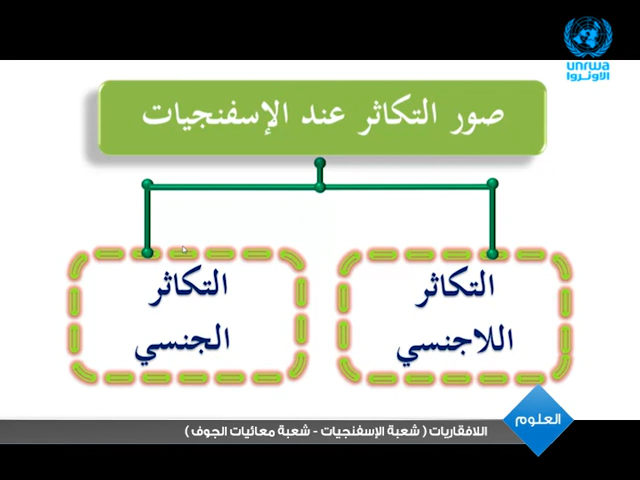 unrwa
الأونروا
صور التكاثر عند الإسفنجيات
التكاثر
اللاجنسي
التكاثر
الجنسي
العلوم
اللافقاريات ( شعبة الإسفنجيات - شعبة معائيات الجوف )